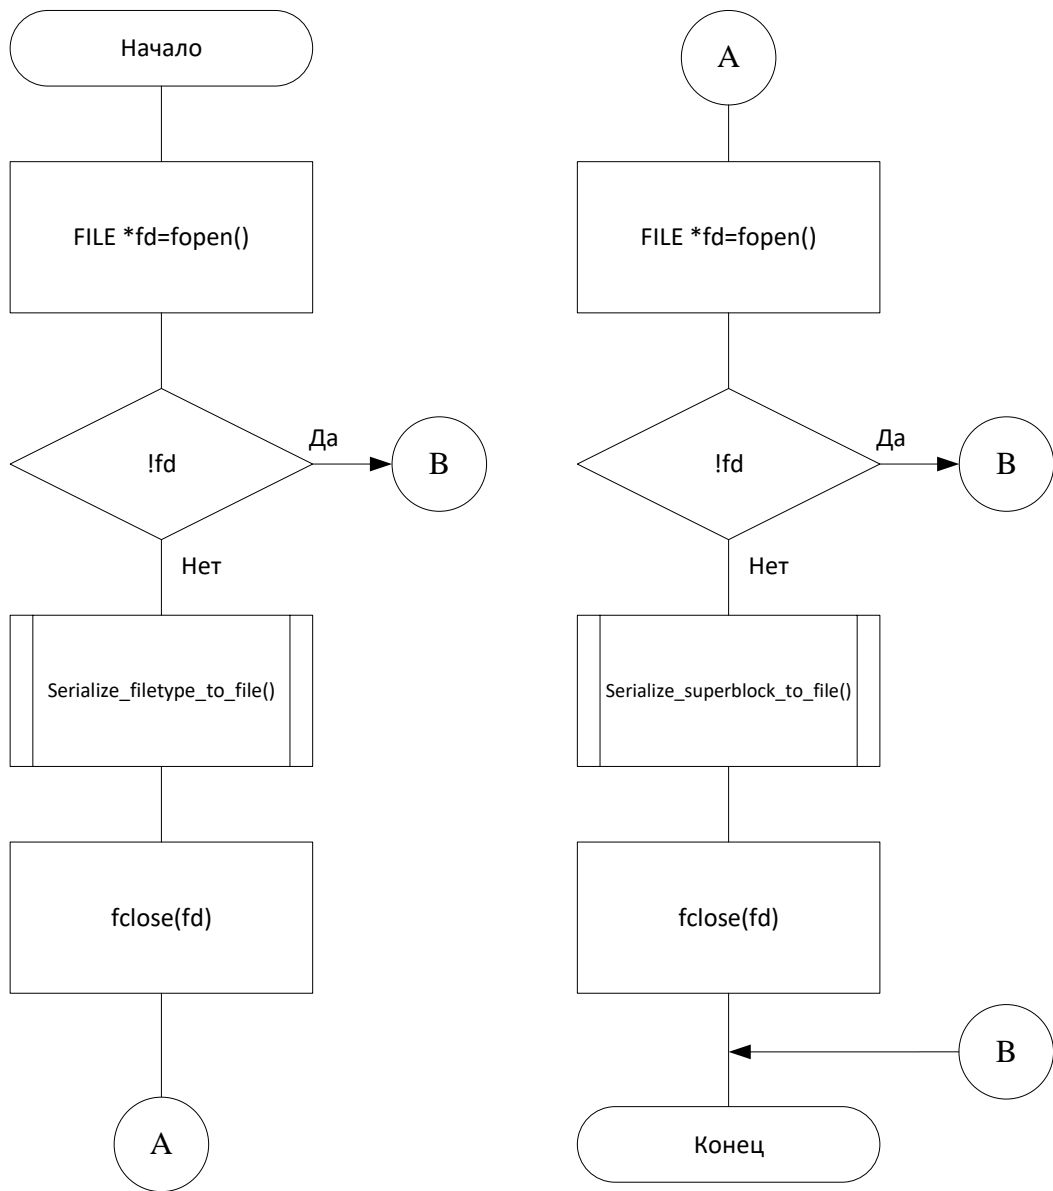 Начало
FILE *fd=fopen()
!fd
Да
B
Нет
Serialize_filetype_to_file()
fclose(fd)
A
A
FILE *fd=fopen()
!fd
Да
B
Нет
Serialize_superblock_to_file()
fclose(fd)
B
Конец